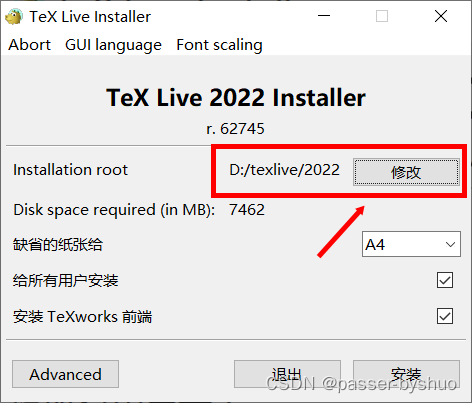 TeX Live Installer
Abort GUI language Font scaling
TeX Live 2022 Installer
r. 62745
Installation root D:/texlive/2022 修改
Disk space required (in MB): 7462
缺省的纸张给 A4
给所有用户安装
安装 TeXworks 前端
Advanced 退出 安装
CSDN @passer-byshuo